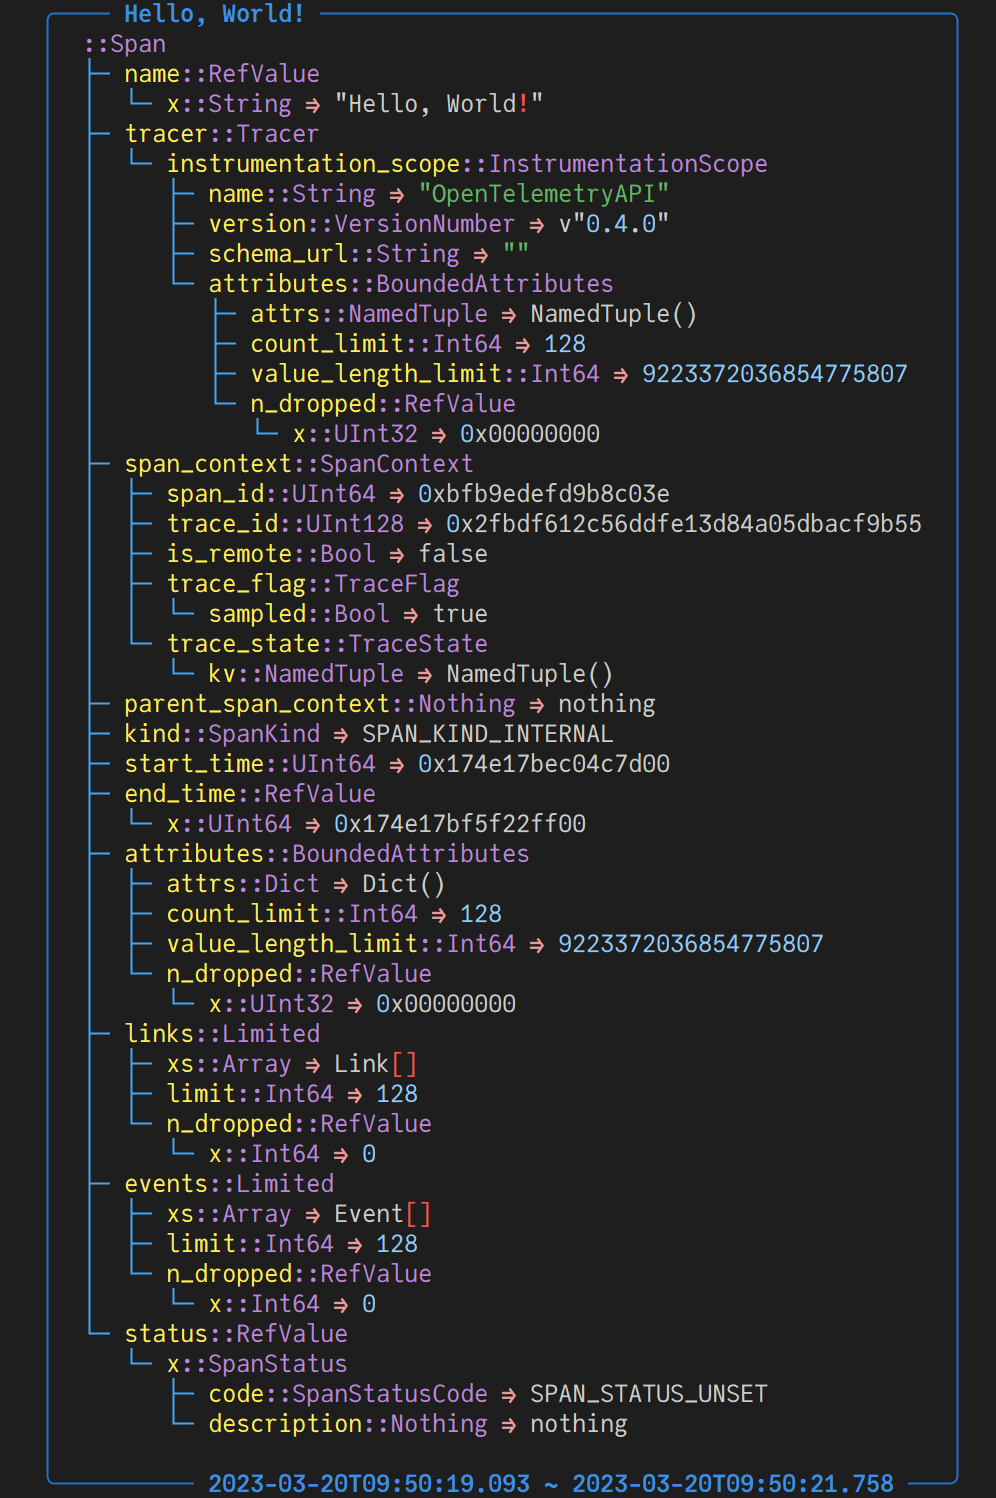 Hello, World!
::Span
name::RefValue
x::String ⇒ "Hello, World!"
tracer::Tracer
instrumentation_scope::InstrumentationScope
name::String ⇒ "OpenTelemetryAPI"
version::VersionNumber ⇒ v"0.4.0"
schema_url::String ⇒ ""
attributes::BoundedAttributes
attrs::NamedTuple ⇒ NamedTuple()
count_limit::Int64 ⇒ 128
value_length_limit::Int64 ⇒ 9223372036854775807
n_dropped::RefValue
x::UInt32 ⇒ 0x00000000
span_context::SpanContext
span_id::UInt64 ⇒ 0xbfb9edefd9b8c03e
trace_id::UInt128 ⇒ 0x2fbdf612c56ddfe13d84a05dbacf9b55
is_remote::Bool ⇒ false
trace_flag::TraceFlag
sampled::Bool ⇒ true
trace_state::TraceState
kv::NamedTuple ⇒ NamedTuple()
parent_span_context::Nothing ⇒ nothing
kind::SpanKind ⇒ SPAN_KIND_INTERNAL
start_time::UInt64 ⇒ 0x174e17bec04c7d00
end_time::RefValue
x::UInt64 ⇒ 0x174e17bf5f22ff00
attributes::BoundedAttributes
attrs::Dict ⇒ Dict()
count_limit::Int64 ⇒ 128
value_length_limit::Int64 ⇒ 9223372036854775807
n_dropped::RefValue
x::UInt32 ⇒ 0x00000000
links::Limited
xs::Array ⇒ Link[]
limit::Int64 ⇒ 128
n_dropped::RefValue
x::Int64 ⇒ 0
events::Limited
xs::Array ⇒ Event[]
limit::Int64 ⇒ 128
n_dropped::RefValue
x::Int64 ⇒ 0
status::RefValue
x::SpanStatus
code::SpanStatusCode ⇒ SPAN_STATUS_UNSET
description::Nothing ⇒ nothing
2023-03-20T09:50:19.093 ~ 2023-03-20T09:50:21.758